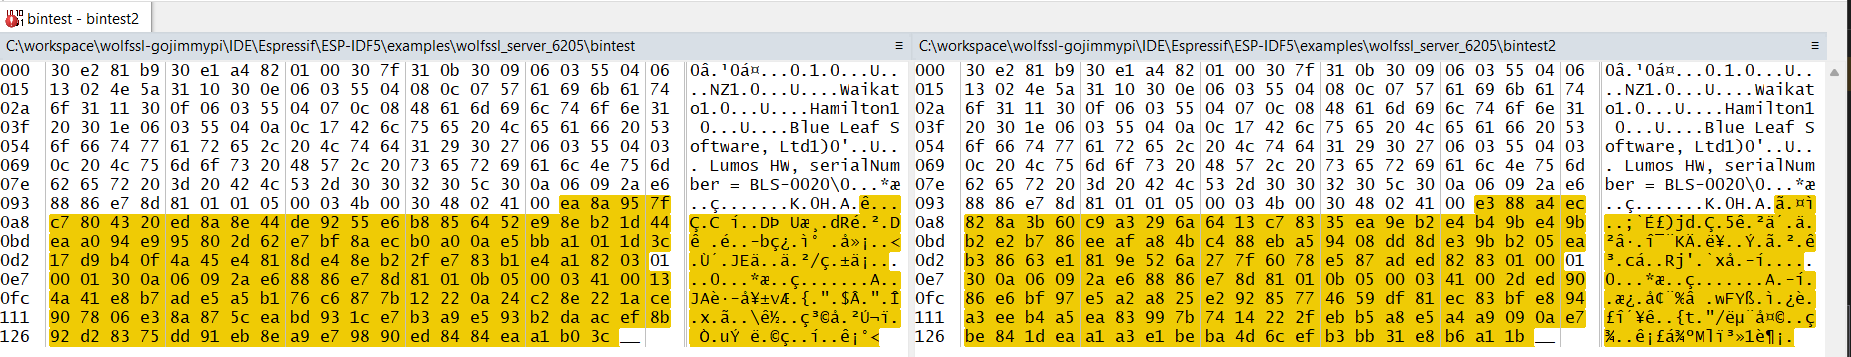 bintest - bintest2
C:\workspace\wolfssl-gojimmypi\IDE\Espressif\ESP-IDF5\examples\wolfssl_server_6205\bintest
000 30 e2 81 b9 30 e1 a4 82 01 00 30 7f 31 0b 30 09 06 03 55 04 06 0â.¹0á¤...0.1.0...U..
015 13 02 4e 5a 31 10 30 0e 06 03 55 04 08 0c 07 57 61 69 6b 61 74 ..NZ1.0...U....Waikat
02a 6f 31 11 30 0f 06 03 55 04 07 0c 08 48 61 6d 69 6c 74 6f 6e 31 o1.0...U....Hamilton1
03f 20 30 1e 06 03 55 04 0a 0c 17 42 6c 75 65 20 4c 65 61 66 20 53 0...U....Blue Leaf S
054 6f 66 74 77 61 72 65 2c 20 4c 74 64 31 29 30 27 06 03 55 04 03 oftware, Ltd1)0'..U..
069 0c 20 4c 75 6d 6f 73 20 48 57 2c 20 73 65 72 69 61 6c 4e 75 6d . Lumos HW, serialNum
07e 62 65 72 20 3d 20 42 4c 53 2d 30 30 32 30 5c 30 0a 06 09 2a e6 ber = BLS-0020\0...*æ
093 88 86 e7 8d 81 01 01 05 00 03 4b 00 30 48 02 41 00 ea 8a 95 7f ..ç.......K.0H.A.ê...
0a8 c7 80 43 20 ed 8a 8e 44 de 92 55 e6 b8 85 64 52 e9 8e b2 1d 44 Ç.C í..DÞ.Uæ¸.dRé.².D
0bd ea a0 94 e9 95 80 2d 62 e7 bf 8a ec b0 a0 0a e5 bb a1 01 1d 3c ê .é..-bç¿.ì° .å»¡..<
0d2 17 d9 b4 0f 4a 45 e4 81 8d e4 8e b2 2f e7 83 b1 e4 a1 82 03 01 .Ù´.JEä..ä.²/ç.±ä¡...
0e7 00 01 30 0a 06 09 2a e6 88 86 e7 8d 81 01 0b 05 00 03 41 00 13 ..0...*æ..ç.......A..
0fc 4a 41 e8 b7 ad e5 a5 b1 76 c6 87 7b 12 22 0a 24 c2 8e 22 1a ce JAè·-å¥±vÆ.{.".$Â.".Î
111 90 78 06 e3 8a 87 5c ea bd 93 1c e7 b3 a9 e5 93 b2 da ac ef 8b .x.ã..\ê½..ç³©å.²Ú¬ï.
126 92 d2 83 75 dd 91 eb 8e a9 e7 98 90 ed 84 84 ea a1 b0 3c .Ò.uÝ.ë.©ç..í..ê¡°<
C:\workspace\wolfssl-gojimmypi\IDE\Espressif\ESP-IDF5\examples\wolfssl_server_6205\bintest2
000 30 e2 81 b9 30 e1 a4 82 01 00 30 7f 31 0b 30 09 06 03 55 04 06 0â.¹0á¤...0.1.0...U..
015 13 02 4e 5a 31 10 30 0e 06 03 55 04 08 0c 07 57 61 69 6b 61 74 ..NZ1.0...U....Waikat
02a 6f 31 11 30 0f 06 03 55 04 07 0c 08 48 61 6d 69 6c 74 6f 6e 31 o1.0...U....Hamilton1
03f 20 30 1e 06 03 55 04 0a 0c 17 42 6c 75 65 20 4c 65 61 66 20 53 0...U....Blue Leaf S
054 6f 66 74 77 61 72 65 2c 20 4c 74 64 31 29 30 27 06 03 55 04 03 oftware, Ltd1)0'..U..
069 0c 20 4c 75 6d 6f 73 20 48 57 2c 20 73 65 72 69 61 6c 4e 75 6d . Lumos HW, serialNum
07e 62 65 72 20 3d 20 42 4c 53 2d 30 30 32 30 5c 30 0a 06 09 2a e6 ber = BLS-0020\0...*æ
093 88 86 e7 8d 81 01 01 05 00 03 4b 00 30 48 02 41 00 e3 88 a4 ec ..ç.......K.0H.A.ã.¤ì
0a8 82 8a 3b 60 c9 a3 29 6a 64 13 c7 83 35 ea 9e b2 e4 b4 9b e4 9b ..;`É£)jd.Ç.5ê.²ä´.ä.
0bd b2 e2 b7 86 ee af a8 4b c4 88 eb a5 94 08 dd 8d e3 9b b2 05 ea ²â·.î¯¨KÄ.ë¥..Ý.ã.².ê
0d2 b3 86 63 e1 81 9e 52 6a 27 7f 60 78 e5 87 ad ed 82 83 01 00 01 ³.cá..Rj'.`xå.-í.....
0e7 30 0a 06 09 2a e6 88 86 e7 8d 81 01 0b 05 00 03 41 00 2d ed 90 0...*æ..ç.......A.-í.
0fc 86 e6 bf 97 e5 a2 a8 25 e2 92 85 77 46 59 df 81 ec 83 bf e8 94 .æ¿.å¢¨%â..wFYß.ì.¿è.
111 a3 ee b4 a5 ea 83 99 7b 74 14 22 2f eb b5 a8 e5 a4 a9 09 0a e7 £î´¥ê..{t."/ëµ¨å¤©..ç
126 be 84 1d ea a1 a3 e1 be ba 4d 6c ef b3 bb 31 e8 b6 a1 1b ¾..ê¡£á¾ºMlï³»1è¶¡.